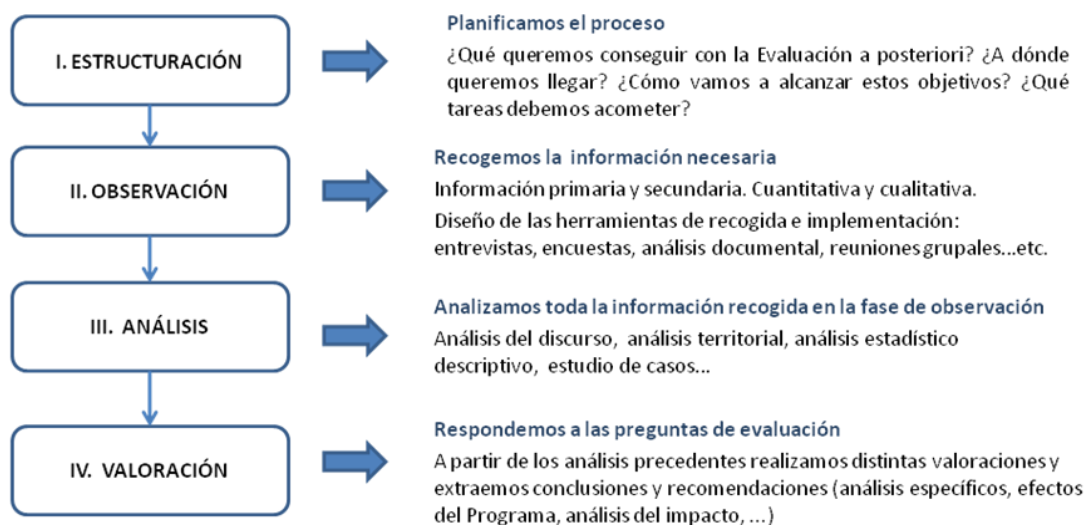 I. ESTRUCTURACIÓN
Planificamos el proceso
¿Qué queremos conseguir con la Evaluación a posteriori? ¿A dónde
queremos llegar? ¿Cómo vamos a alcanzar estos objetivos? ¿Qué
tareas debemos acometer?
II. OBSERVACIÓN
Recogemos la información necesaria
Información primaria y secundaria. Cuantitativa y cualitativa.
Diseño de las herramientas de recogida e implementación:
entrevistas, encuestas, análisis documental, reuniones grupales...etc.
III. ANÁLISIS
Analizamos toda la información recogida en la fase de observación
Análisis del discurso, análisis territorial, análisis estadístico
descriptivo, estudio de casos...
IV. VALORACIÓN
Respondemos a las preguntas de evaluación
A partir de los análisis precedentes realizamos distintas valoraciones y
extraemos conclusiones y recomendaciones (análisis específicos, efectos
del Programa, análisis del impacto, ...)